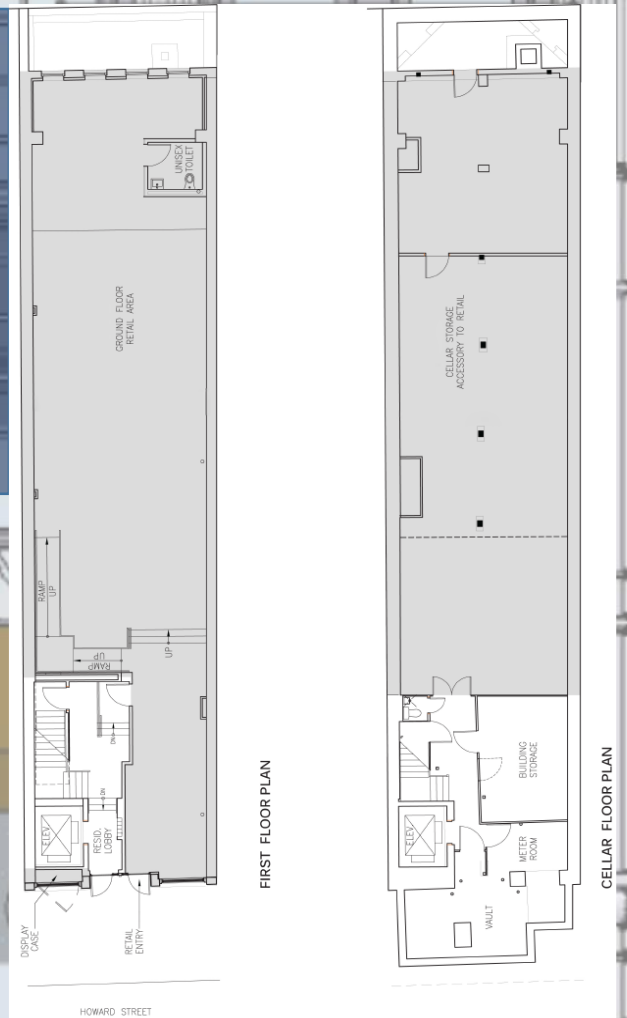 UNISEX
TOILET
GROUND FLOOR
RETAIL AREA
RAMP
UP
RAMP
UP
UP
DN
DN
ELEV.
RESID.
LOBBY
DISPLAY
CASE
RETAIL
ENTRY
HOWARD STREET
FIRST FLOOR PLAN
CELLAR STORAGE
ACCESSORY TO RETAIL
BUILDING
STORAGE
ELEV.
METER
ROOM
VAULT
CELLAR FLOOR PLAN